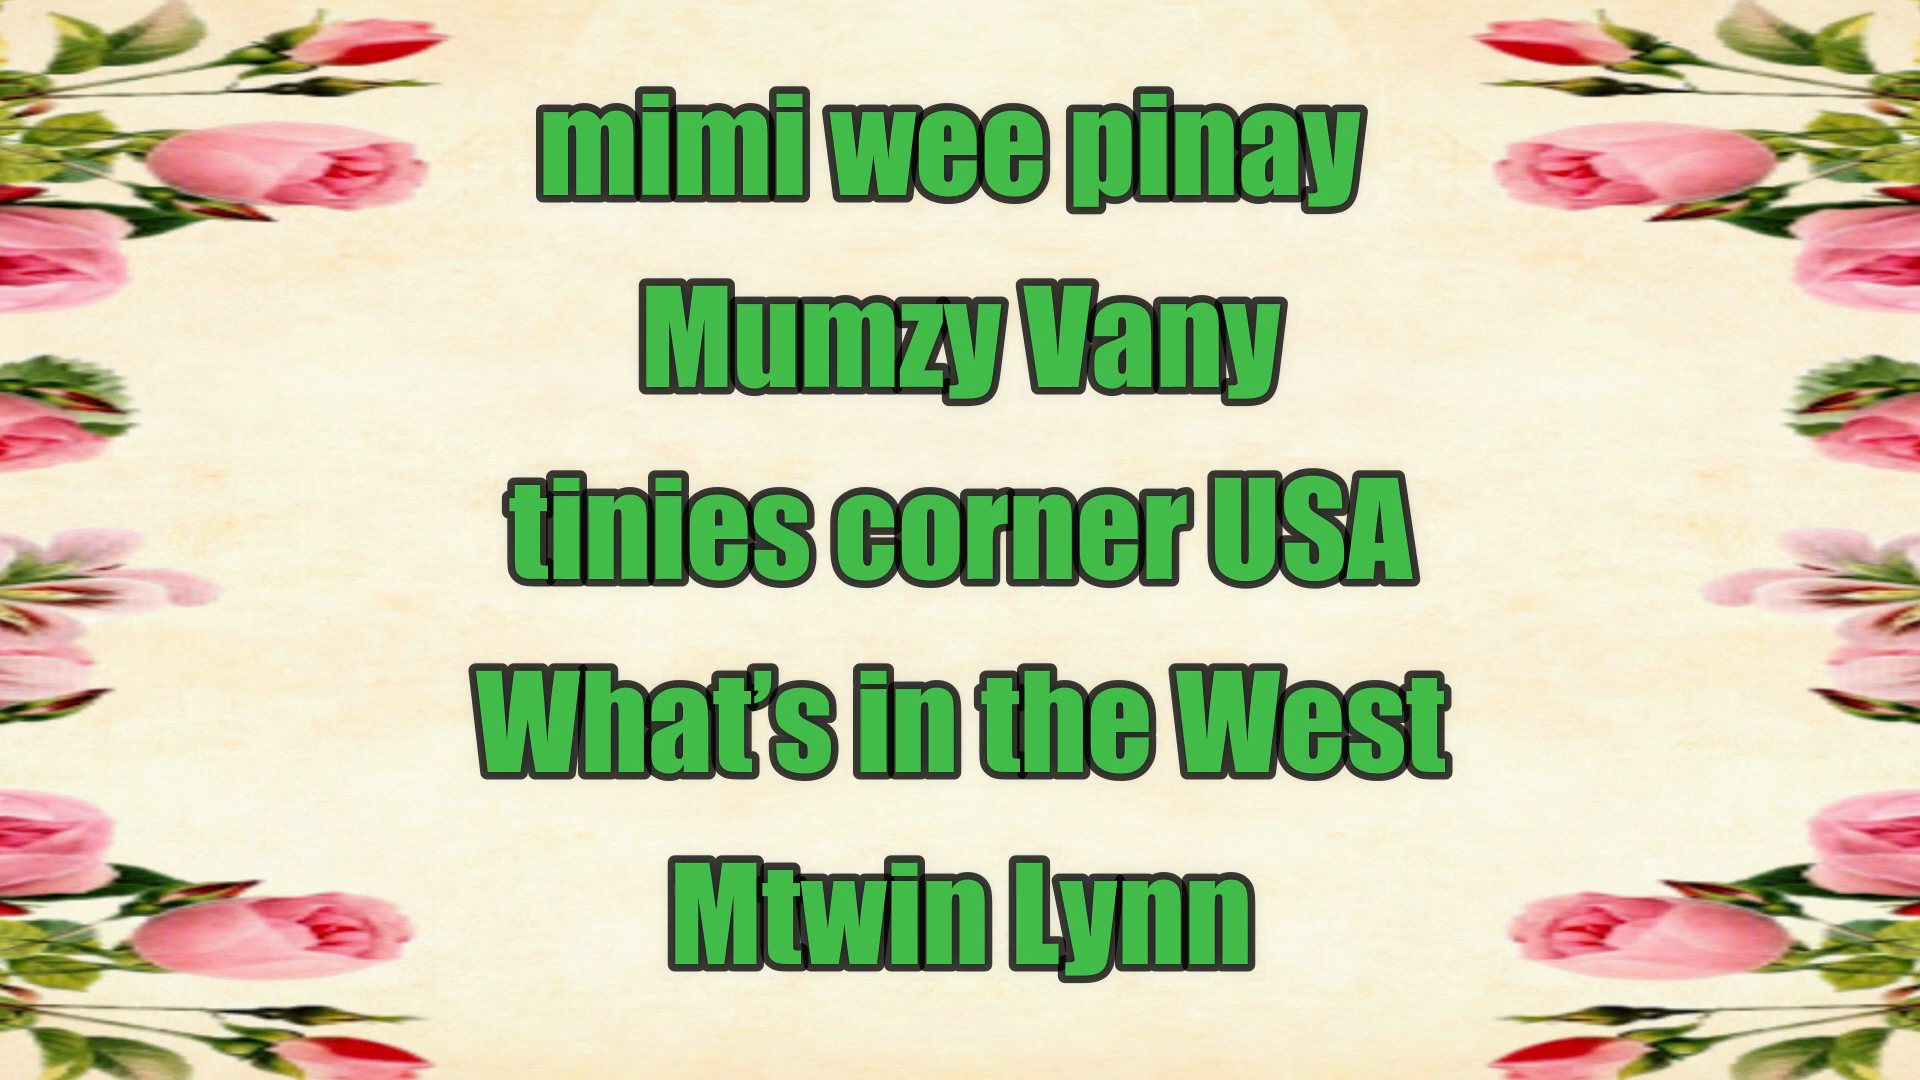 mimi wee pinay
Mumzy Vany
tinies corner USA
What’s in the West
Mtwin Lynn